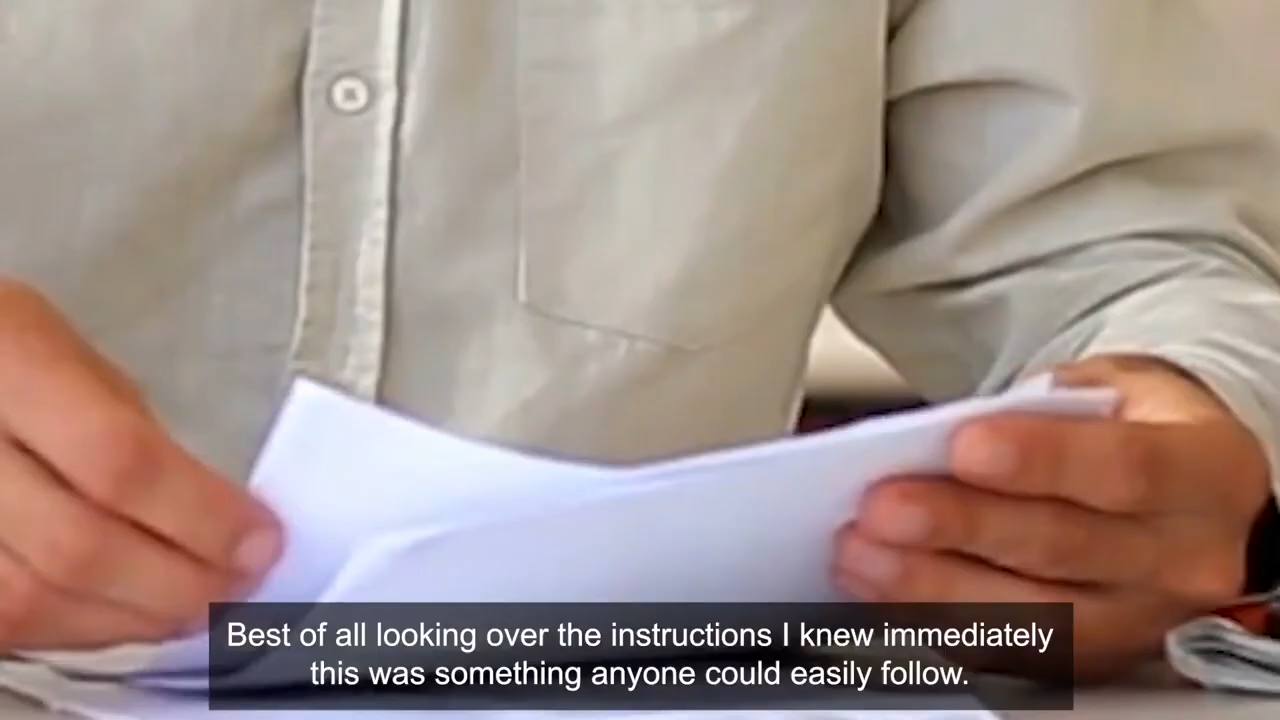 Best of all looking over the instructions I knew immediately
this was something anyone could easily follow.